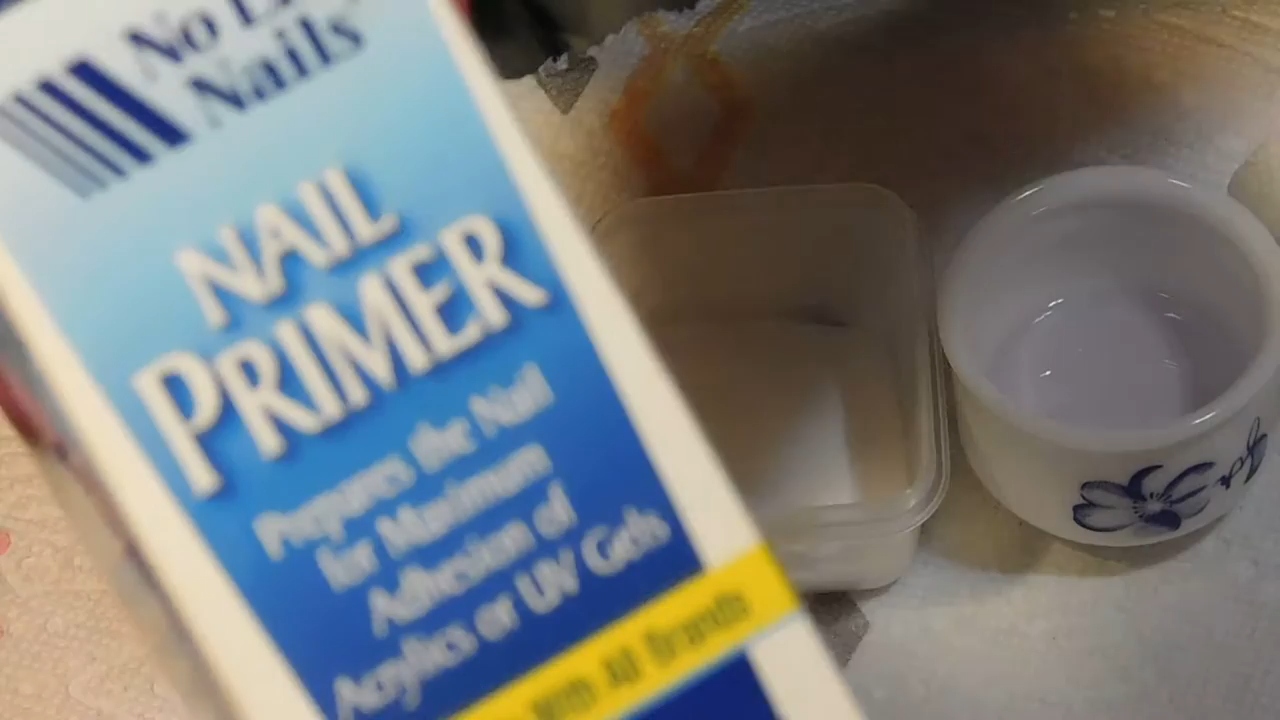 No
Nails
NAIL
PRIMER
Prepares the Nail
for Maximum
Adhesion of
Acrylics or UV Gels
With All Brands